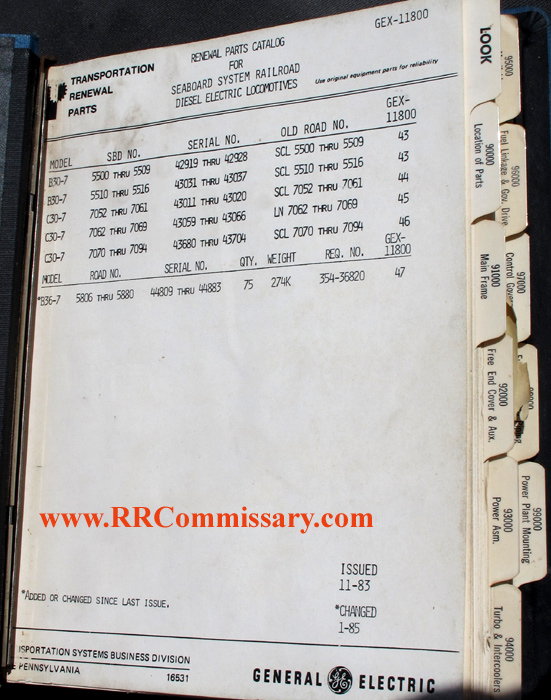 GEX-11800
TRANSPORTATION
RENEWAL
PARTS
RENEWAL PARTS CATALOG
FOR
SEABOARD SYSTEM RAILROAD
DIESEL ELECTRIC LOCOMOTIVES
Use original equipment parts for reliability
MODEL SBD NO. SERIAL NO. OLD ROAD NO. GEX-11800
B30-7 5500 THRU 5509 42919 THRU 42928 SCL 5500 THRU 5509 43
B30-7 5510 THRU 5516 43031 THRU 43037 SCL 5510 THRU 5516 43
C30-7 7052 THRU 7061 43011 THRU 43020 SCL 7052 THRU 7061 44
C30-7 7062 THRU 7069 43059 THRU 43066 LN 7062 THRU 7069 45
C30-7 7070 THRU 7094 43680 THRU 43704 SCL 7070 THRU 7094 46
MODEL ROAD NO. SERIAL NO. QTY. WEIGHT REQ. NO. GEX-11800
*B36-7 5806 THRU 5880 44809 THRU 44883 75 274K 354-36820 47
www.RRCommissary.com
ISSUED
11-83
*ADDED OR CHANGED SINCE LAST ISSUE.
*CHANGED
1-85
SPORTATION SYSTEMS BUSINESS DIVISION
PENNSYLVANIA 16531
GENERAL GE ELECTRIC
LOOK
90000
Location of Parts
91000
Main Frame
92000
Free End Cover & Aux.
93000
Power Asm.
94000
Turbo & Intercoolers
95000
96000
Fuel Linkage & Gov. Drive
97000
Control
99000
Power Plant Mounting